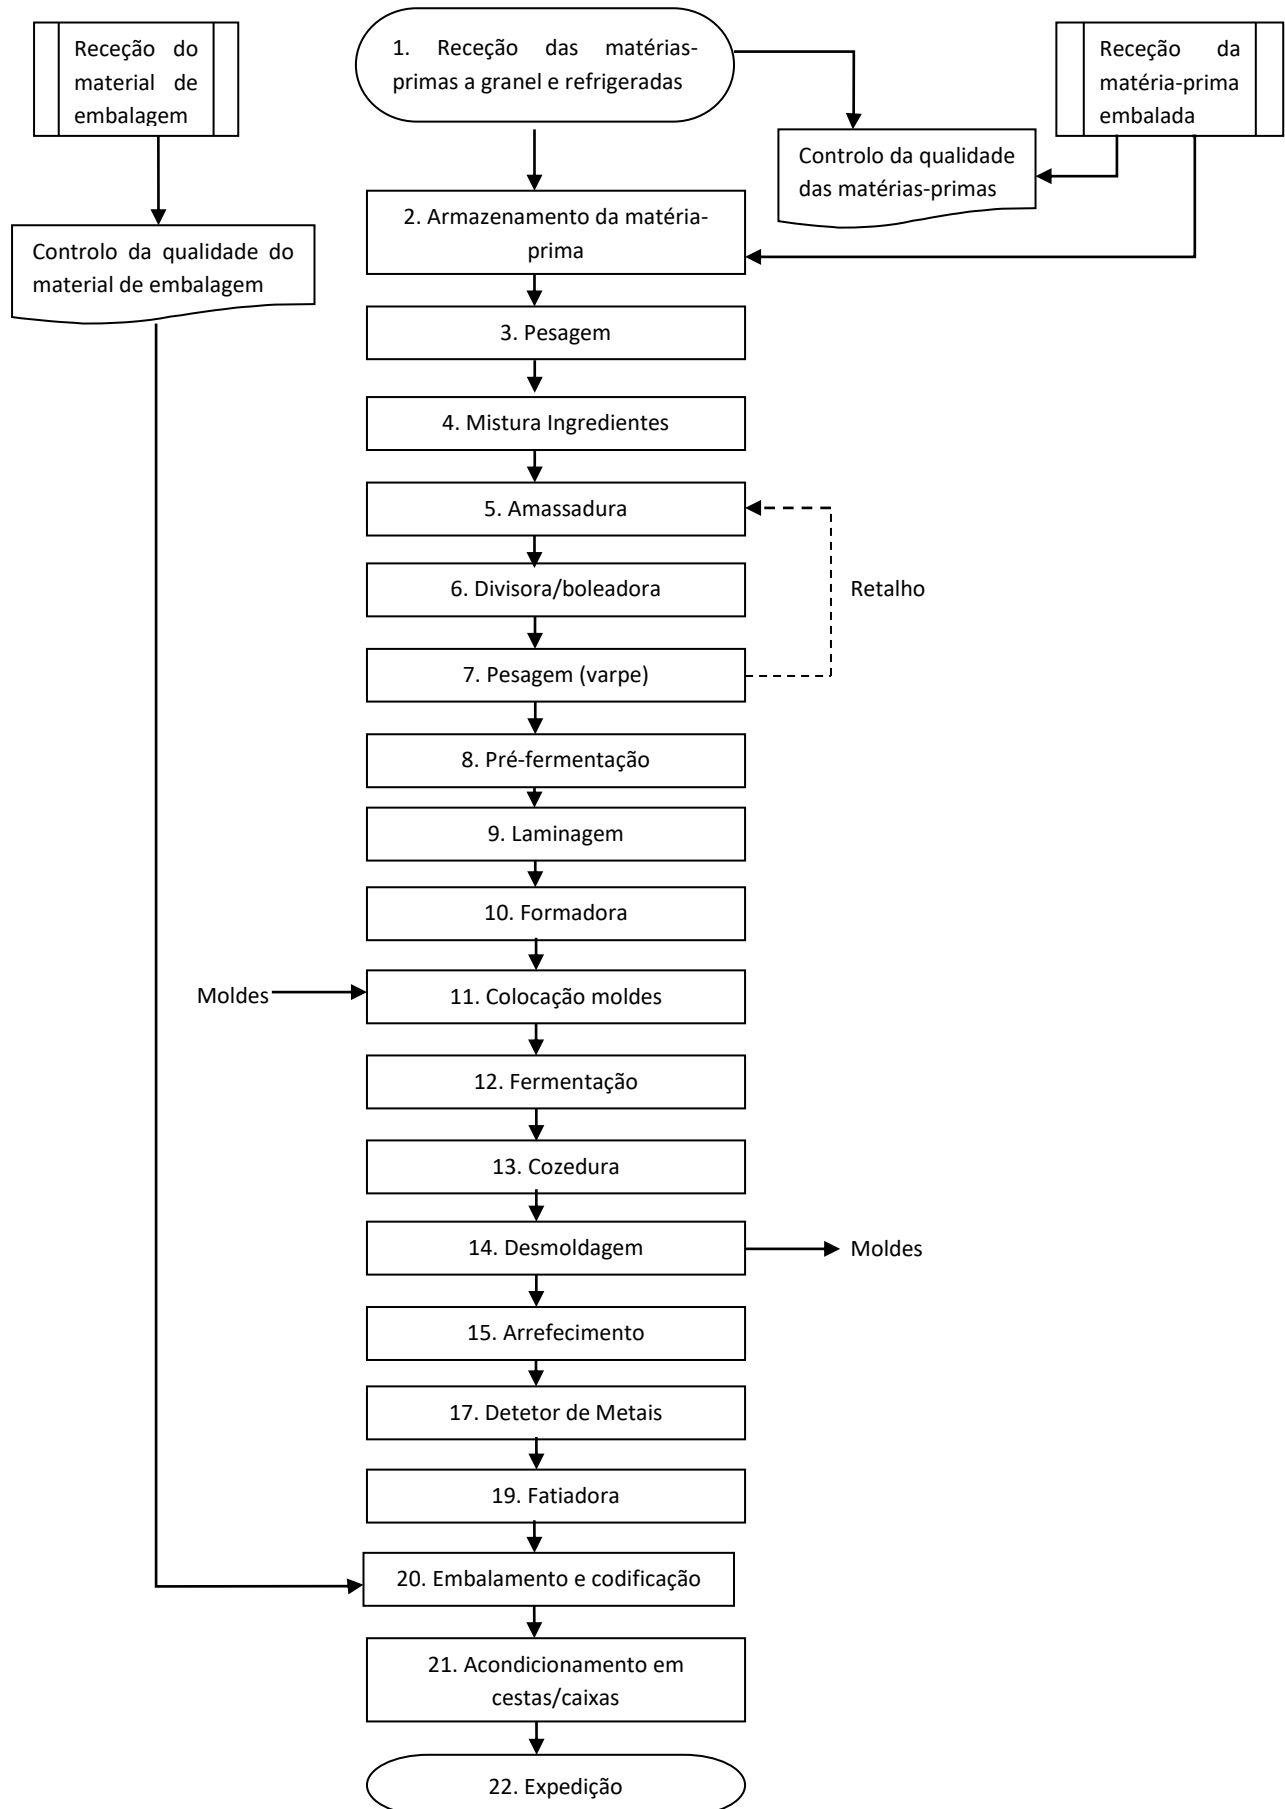 Receção do
material de
embalagem
1. Receção das matérias-
primas a granel e refrigeradas
Receção da
matéria-prima
embalada
Controlo da qualidade
das matérias-primas
2. Armazenamento da matéria-
prima
Controlo da qualidade do
material de embalagem
3. Pesagem
4. Mistura Ingredientes
5. Amassadura
6. Divisora/boleadora
Retalho
7. Pesagem (varpe)
8. Pré-fermentação
9. Laminagem
10. Formadora
Moldes
11. Colocação moldes
12. Fermentação
13. Cozedura
14. Desmoldagem
Moldes
15. Arrefecimento
17. Detetor de Metais
19. Fatiadora
20. Embalamento e codificação
21. Acondicionamento em
cestas/caixas
22. Expedição